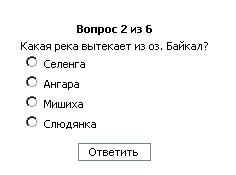 Вопрос 2 из 6
Какая река вытекает из оз. Байкал?
Селенга
Ангара
Мишиха
Слюдянка
Ответить